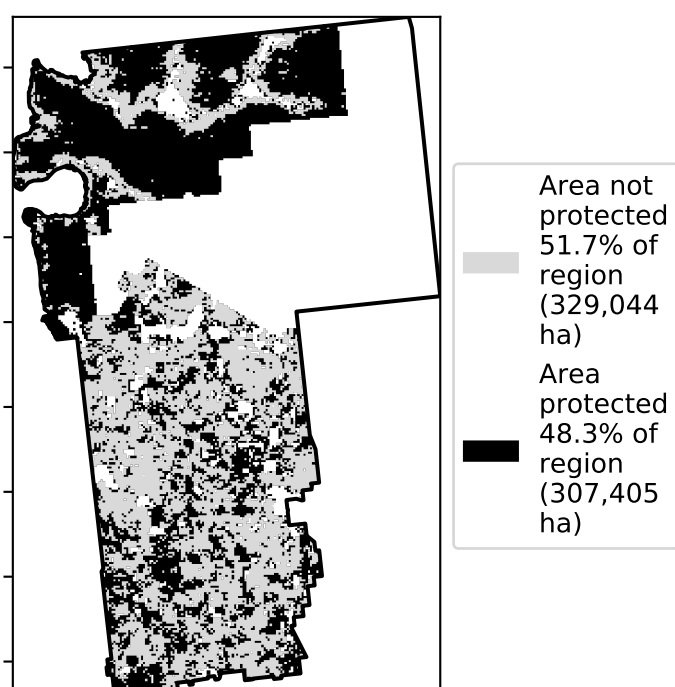 Area not
protected
51.7% of
region
(329,044
ha)
Area
protected
48.3% of
region
(307,405
ha)